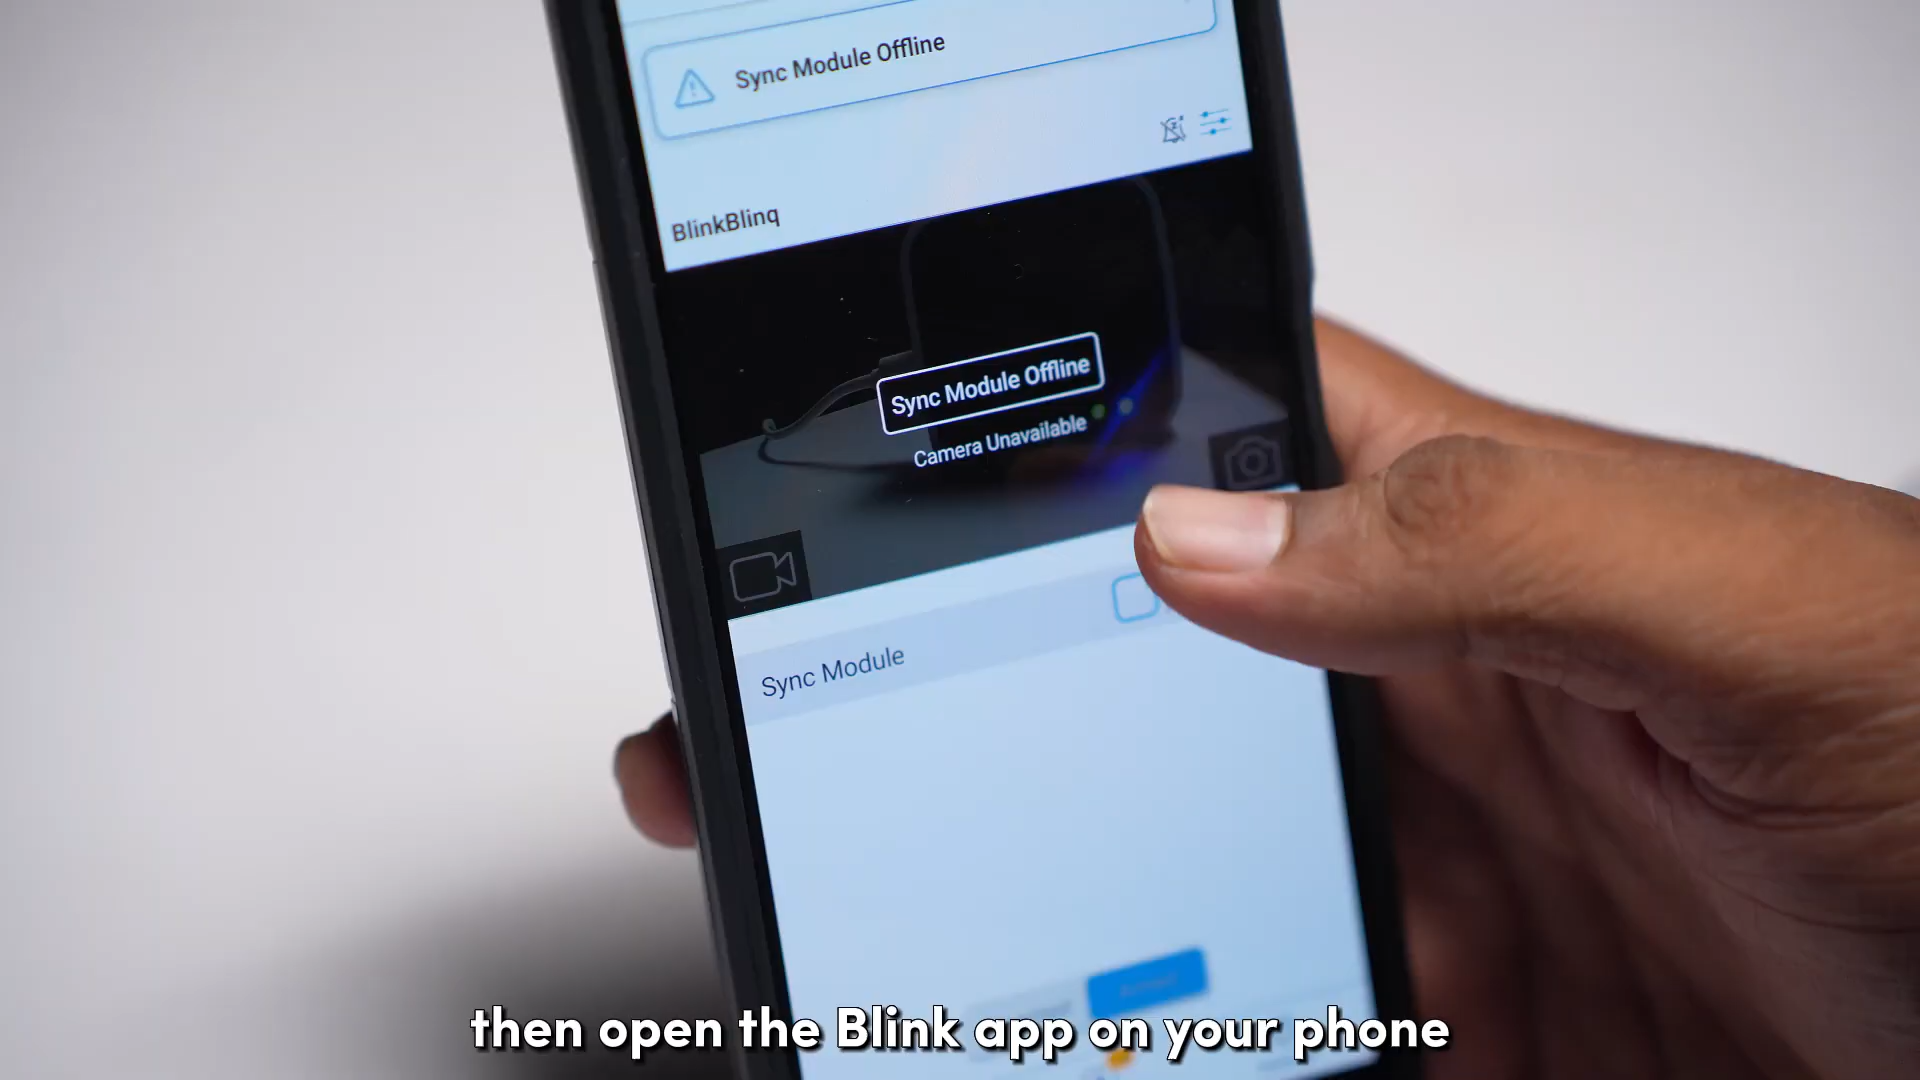 Sync Module Offline
BlinkBlinq
Sync Module Offline
Camera Unavailable
Sync Module
then open the Blink app on your phone